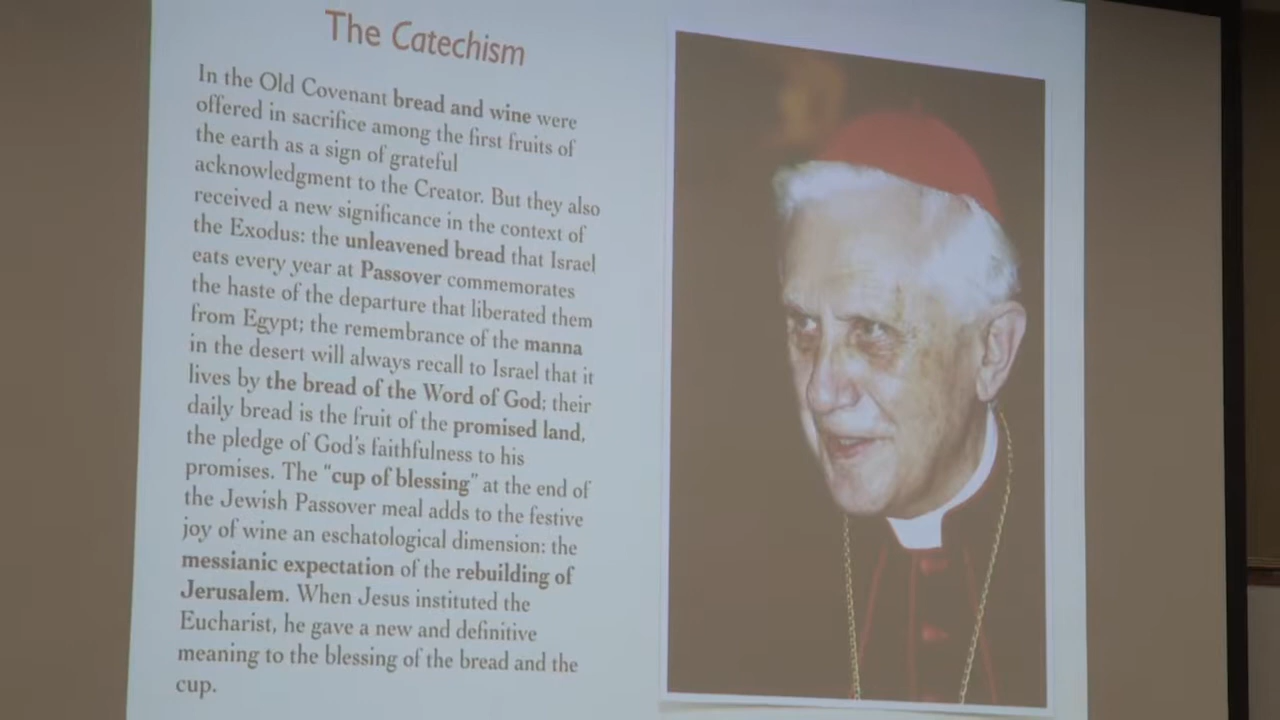 The Catechism
In the Old Covenant bread and wine were
offered in sacrifice among the first fruits of
the earth as a sign of grateful
acknowledgment to the Creator. But they also
received a new significance in the context of
the Exodus: the unleavened bread that Israel
eats every year at Passover commemorates
the haste of the departure that liberated them
from Egypt; the remembrance of the manna
in the desert will always recall to Israel that it
lives by the bread of the Word of God; their
daily bread is the fruit of the promised land,
the pledge of God's faithfulness to his
promises. The "cup of blessing" at the end of
the Jewish Passover meal adds to the festive
joy of wine an eschatological dimension: the
messianic expectation of the rebuilding of
Jerusalem. When Jesus instituted the
Eucharist, he gave a new and definitive
meaning to the blessing of the bread and the
cup.